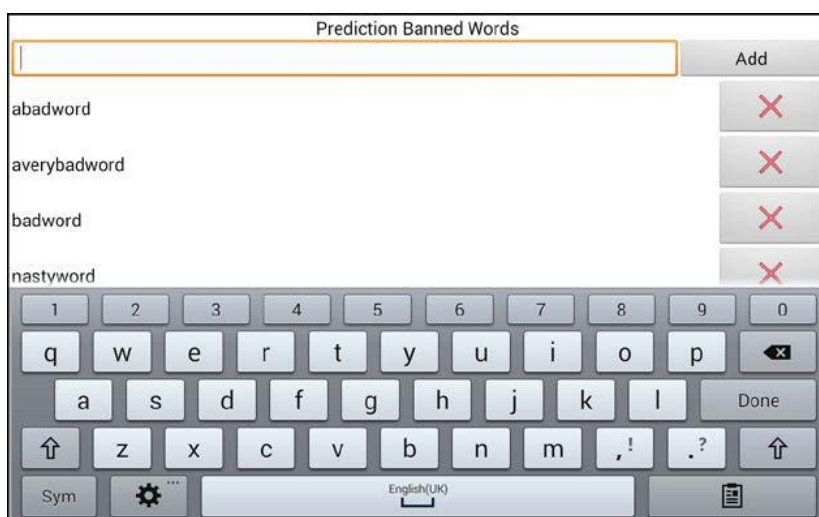 Prediction Banned Words
Add
abadword
averybadword
badword
nastyword
1 2 3 4 5 6 7 8 9 0
q w e r t y u i o p
a s d f g h j k l Done
z x c v b n m ,! .?
Sym ... English(UK)